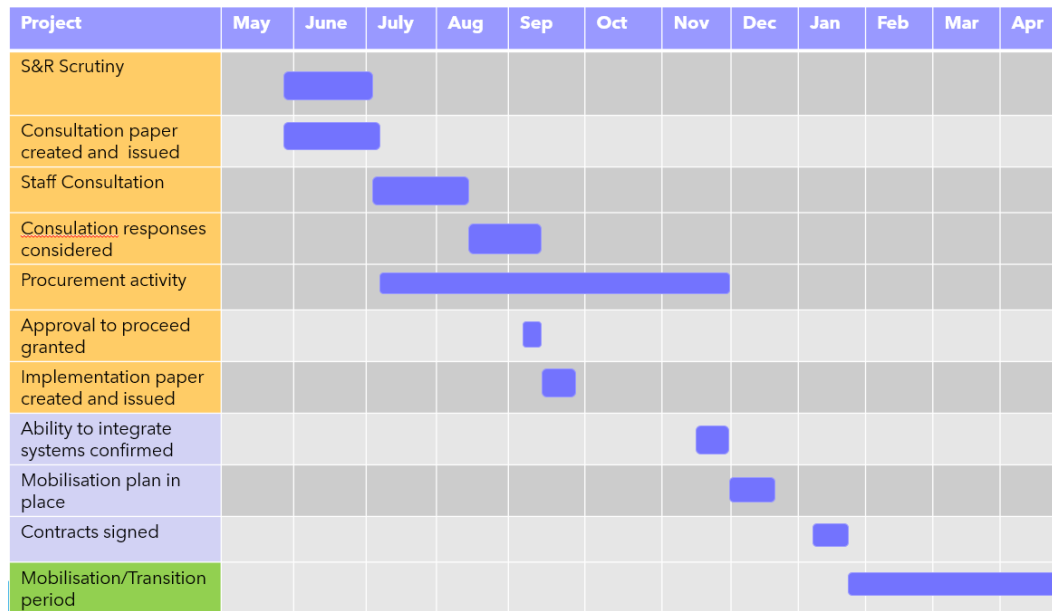 Project May June July Aug Sep Oct Nov Dec Jan Feb Mar Apr
S&R Scrutiny
Consultation paper
created and issued
Staff Consultation
Consulation responses
considered
Procurement activity
Approval to proceed
granted
Implementation paper
created and issued
Ability to integrate
systems confirmed
Mobilisation plan in
place
Contracts signed
Mobilisation/Transition
period